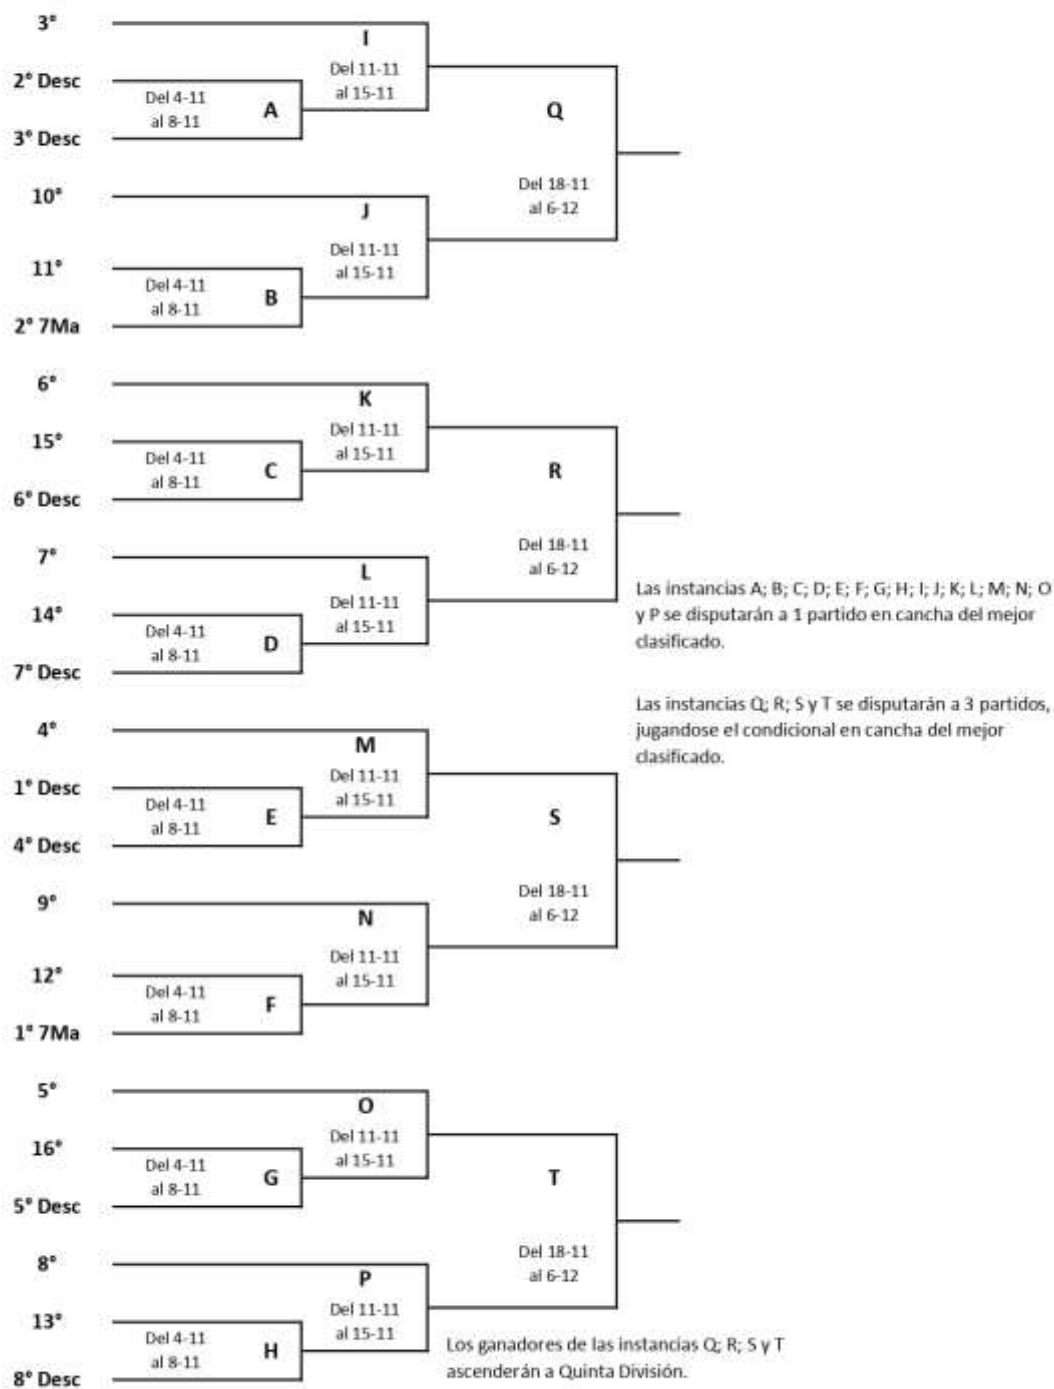 3°
I
Del 11-11
al 15-11
2° Desc
Del 4-11
al 8-11
A
3° Desc
Q
Del 18-11
al 6-12
10°
J
Del 11-11
al 15-11
11°
Del 4-11
al 8-11
B
2° 7Ma
6°
K
Del 11-11
al 15-11
15°
Del 4-11
al 8-11
C
6° Desc
R
Del 18-11
al 6-12
7°
L
Del 11-11
al 15-11
14°
Del 4-11
al 8-11
D
7° Desc
Las instancias A; B; C; D; E; F; G; H; I; J; K; L; M; N; O
y P se disputarán a 1 partido en cancha del mejor
clasificado.
Las instancias Q; R; S y T se disputarán a 3 partidos,
jugandose el condicional en cancha del mejor
clasificado.
4°
M
Del 11-11
al 15-11
1° Desc
Del 4-11
al 8-11
E
4° Desc
S
Del 18-11
al 6-12
9°
N
Del 11-11
al 15-11
12°
Del 4-11
al 8-11
F
1° 7Ma
5°
O
Del 11-11
al 15-11
16°
Del 4-11
al 8-11
G
5° Desc
T
Del 18-11
al 6-12
8°
P
Del 11-11
al 15-11
13°
Del 4-11
al 8-11
H
8° Desc
Los ganadores de las instancias Q; R; S y T
ascenderán a Quinta División.